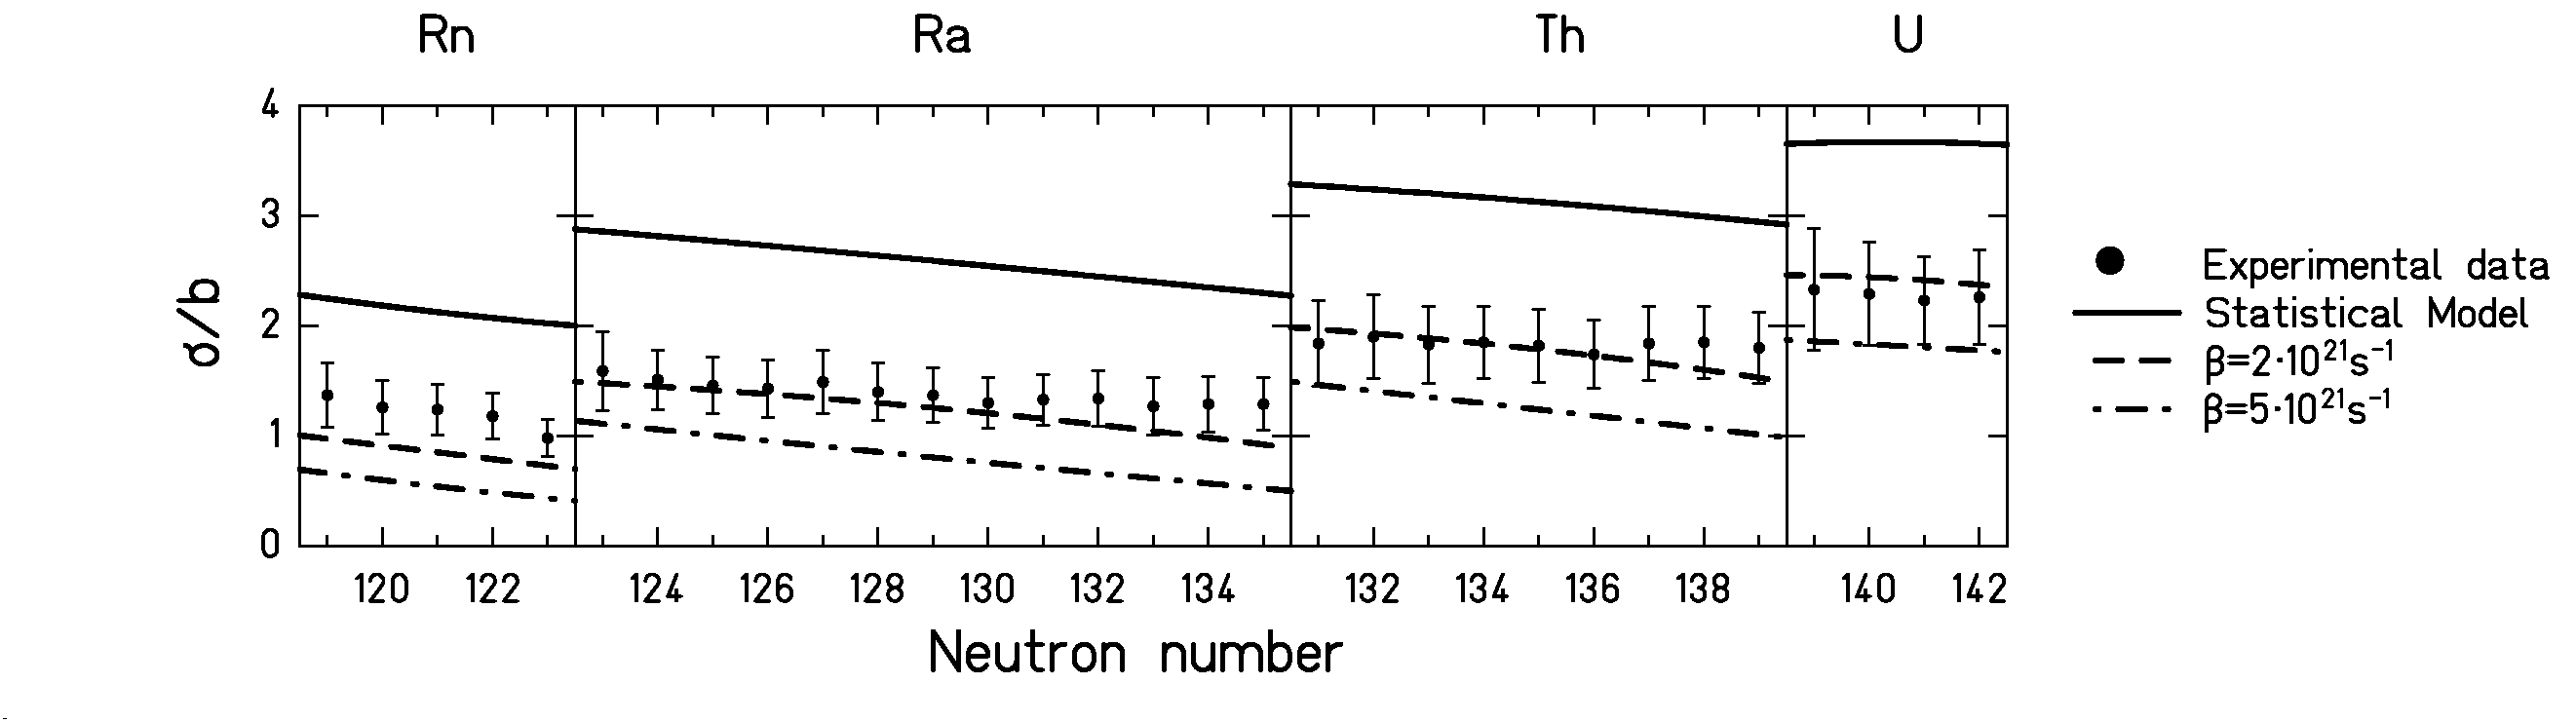 Rn Ra Th U
4
3
2
1
0
σ/b
120 122 124 126 128 130 132 134 132 134 136 138 140 142
Neutron number
Experimental data
Statistical Model
β=2·10²¹s⁻¹
β=5·10²¹s⁻¹